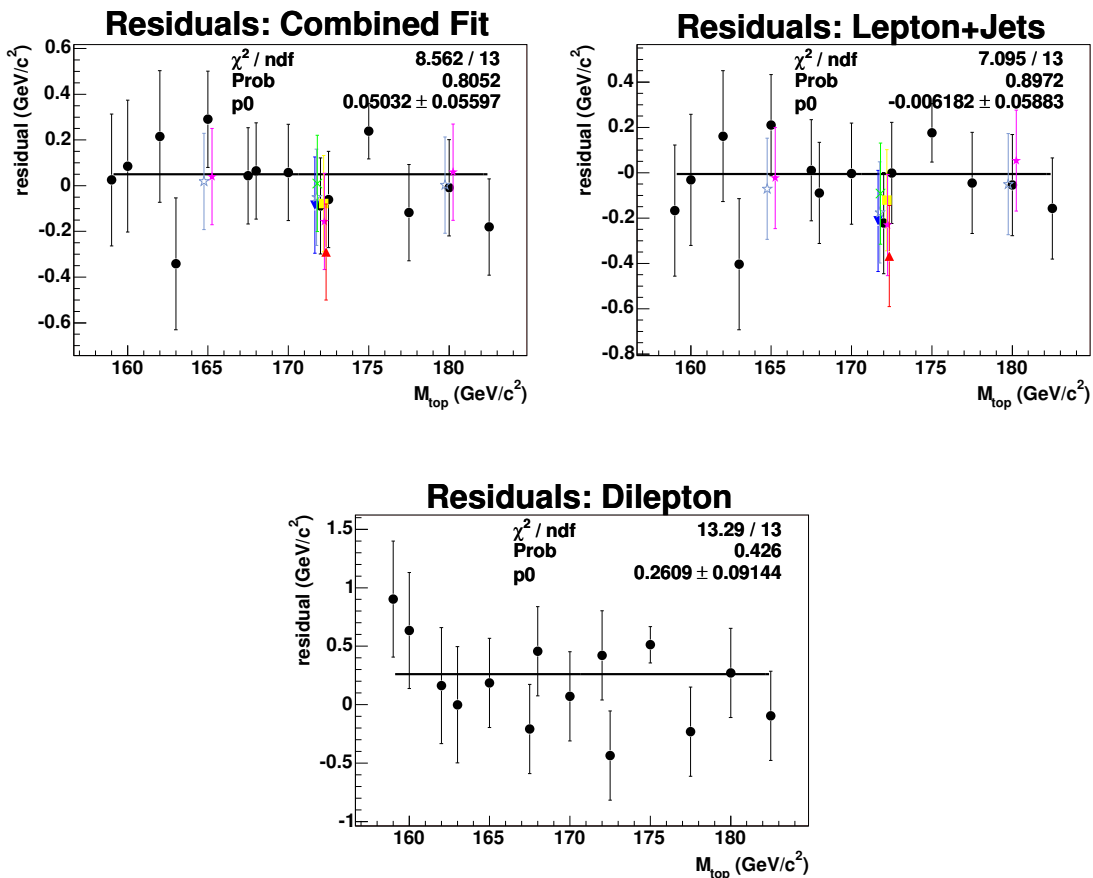 Residuals: Combined Fit
χ² / ndf 8.562 / 13
Prob 0.8052
p0 0.05032 ± 0.05597
residual (GeV/c²)
0.6
0.4
0.2
0
-0.2
-0.4
-0.6
160 165 170 175 180
M_top (GeV/c²)
Residuals: Lepton+Jets
χ² / ndf 7.095 / 13
Prob 0.8972
p0 -0.006182 ± 0.05883
residual (GeV/c²)
0.4
0.2
-0
-0.2
-0.4
-0.6
-0.8
160 165 170 175 180
M_top (GeV/c²)
Residuals: Dilepton
χ² / ndf 13.29 / 13
Prob 0.426
p0 0.2609 ± 0.09144
residual (GeV/c²)
1.5
1
0.5
0
-0.5
-1
160 165 170 175 180
M_top (GeV/c²)